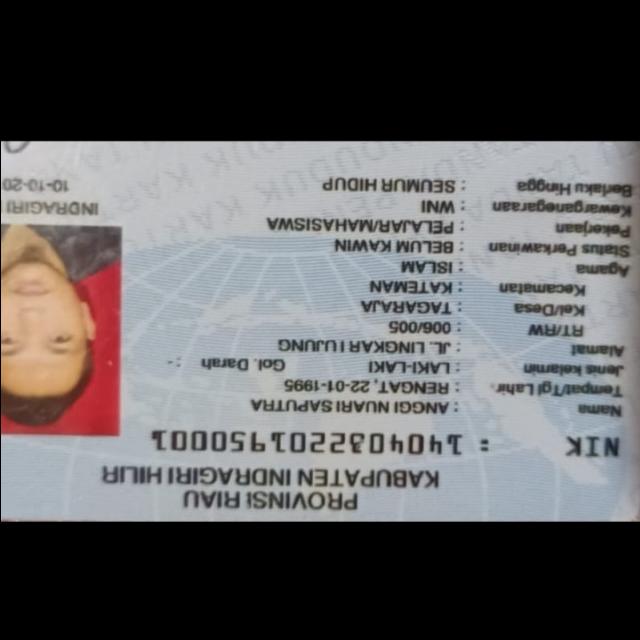 PROVINSI RIAU
KABUPATEN INDRAGIRI HILIR
NIK : 1404032201950001
Nama : ANGGI NUARI SAPUTRA
Tempat/Tgl Lahir : RENGAT, 22-01-1995
Jenis kelamin : LAKI-LAKI Gol. Darah : -
Alamat : JL. LINGKAR I UJUNG
RT/RW : 006/005
Kel/Desa : TAGARAJA
Kecamatan : KATEMAN
Agama : ISLAM
Status Perkawinan : BELUM KAWIN
Pekerjaan : PELAJAR/MAHASISWA
Kewarganegaraan : WNI
Berlaku Hingga : SEUMUR HIDUP
INDRAGIRI
10-10-20